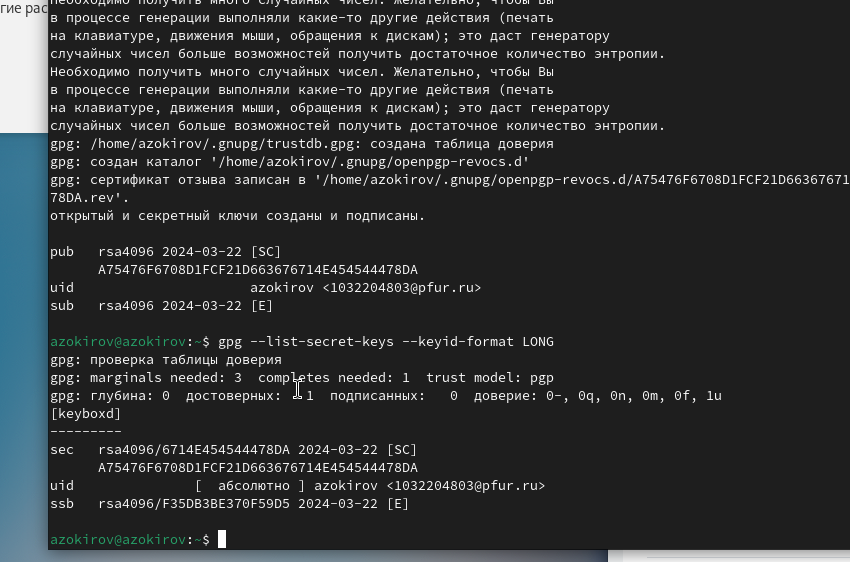 гие рас
Необходимо получить много случайных чисел. Желательно, чтобы Вы
в процессе генерации выполняли какие-то другие действия (печать
на клавиатуре, движения мыши, обращения к дискам); это даст генератору
случайных чисел больше возможностей получить достаточное количество энтропии.
Необходимо получить много случайных чисел. Желательно, чтобы Вы
в процессе генерации выполняли какие-то другие действия (печать
на клавиатуре, движения мыши, обращения к дискам); это даст генератору
случайных чисел больше возможностей получить достаточное количество энтропии.
gpg: /home/azokirov/.gnupg/trustdb.gpg: создана таблица доверия
gpg: создан каталог '/home/azokirov/.gnupg/openpgp-revocs.d'
gpg: сертификат отзыва записан в '/home/azokirov/.gnupg/openpgp-revocs.d/A75476F6708D1FCF21D66367671
78DA.rev'.
открытый и секретный ключи созданы и подписаны.
pub   rsa4096 2024-03-22 [SC]
      A75476F6708D1FCF21D663676714E454544478DA
uid                      azokirov <1032204803@pfur.ru>
sub   rsa4096 2024-03-22 [E]
azokirov@azokirov:~$ gpg --list-secret-keys --keyid-format LONG
gpg: проверка таблицы доверия
gpg: marginals needed: 3  completes needed: 1  trust model: pgp
gpg: глубина: 0  достоверных:   1  подписанных:   0  доверие: 0-, 0q, 0n, 0m, 0f, 1u
[keyboxd]
---------
sec   rsa4096/6714E454544478DA 2024-03-22 [SC]
      A75476F6708D1FCF21D663676714E454544478DA
uid                [  абсолютно ] azokirov <1032204803@pfur.ru>
ssb   rsa4096/F35DB3BE370F59D5 2024-03-22 [E]
azokirov@azokirov:~$